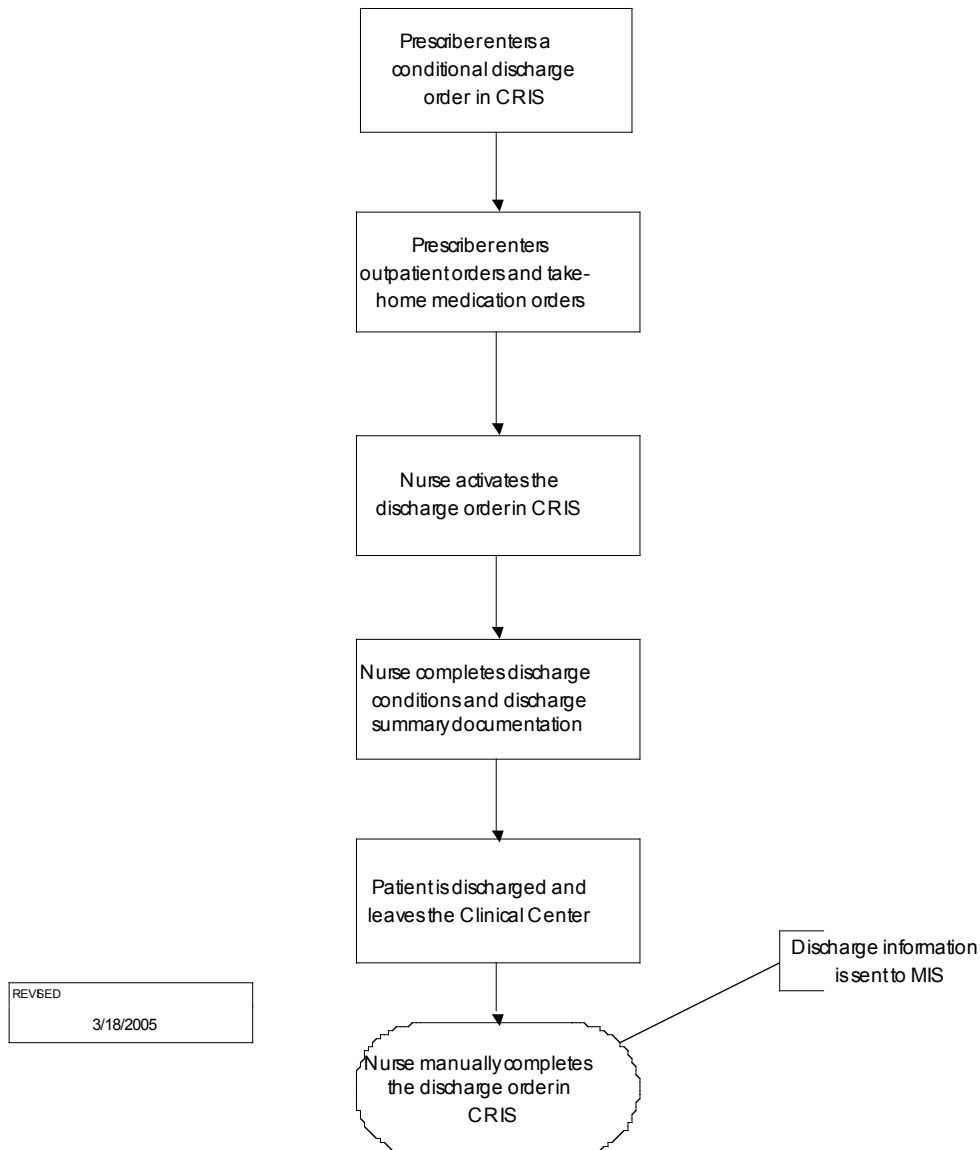 Prescriber enters a
conditional discharge
order in CRIS
Prescriber enters
outpatient orders and take-
home medication orders
Nurse activates the
discharge order in CRIS
Nurse completes discharge
conditions and discharge
summary documentation
Patient is discharged and
leaves the Clinical Center
Discharge information
is sent to MIS
REVISED
3/18/2005
Nurse manually completes
the discharge order in
CRIS